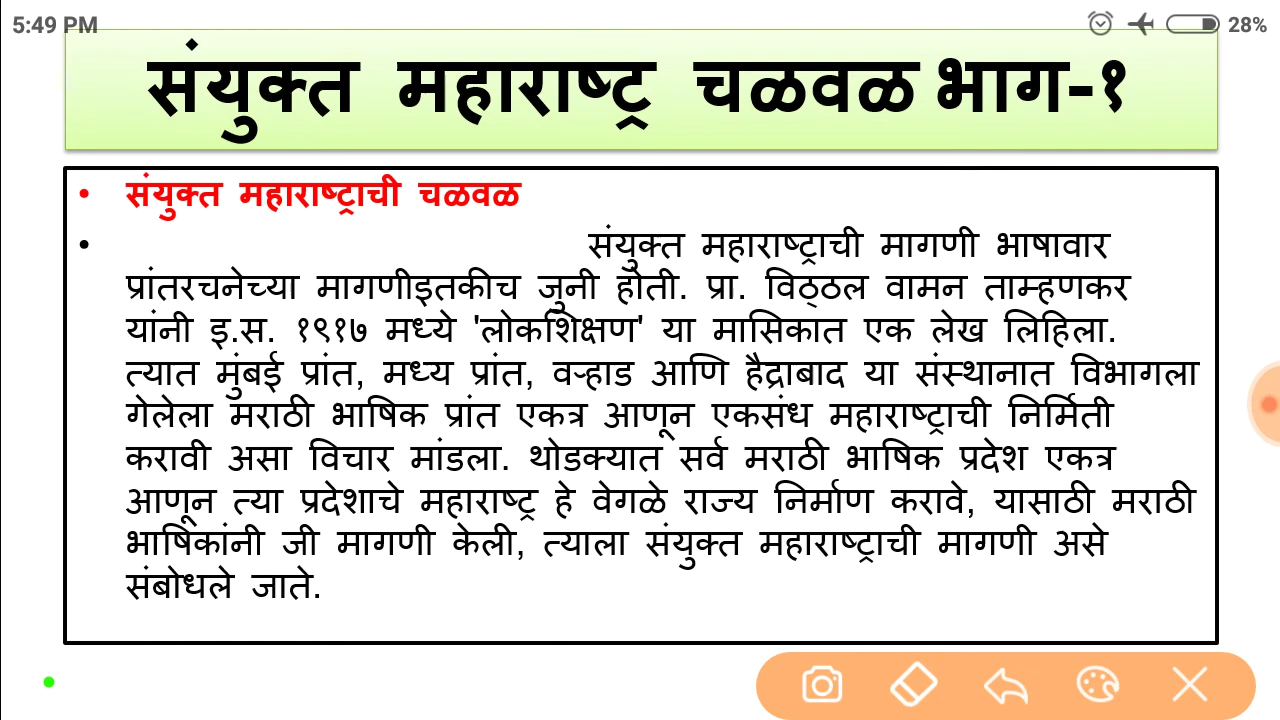 5:49 PM
28%
संयुक्त महाराष्ट्र चळवळ भाग-१
• संयुक्त महाराष्ट्राची चळवळ
• संयुक्त महाराष्ट्राची मागणी भाषावार
प्रांतरचनेच्या मागणीइतकीच जुनी होती. प्रा. विठ्ठल वामन ताम्हणकर
यांनी इ.स. १९१७ मध्ये 'लोकशिक्षण' या मासिकात एक लेख लिहिला.
त्यात मुंबई प्रांत, मध्य प्रांत, वऱ्हाड आणि हैद्राबाद या संस्थानात विभागला
गेलेला मराठी भाषिक प्रांत एकत्र आणून एकसंध महाराष्ट्राची निर्मिती
करावी असा विचार मांडला. थोडक्यात सर्व मराठी भाषिक प्रदेश एकत्र
आणून त्या प्रदेशाचे महाराष्ट्र हे वेगळे राज्य निर्माण करावे, यासाठी मराठी
भाषिकांनी जी मागणी केली, त्याला संयुक्त महाराष्ट्राची मागणी असे
संबोधले जाते.